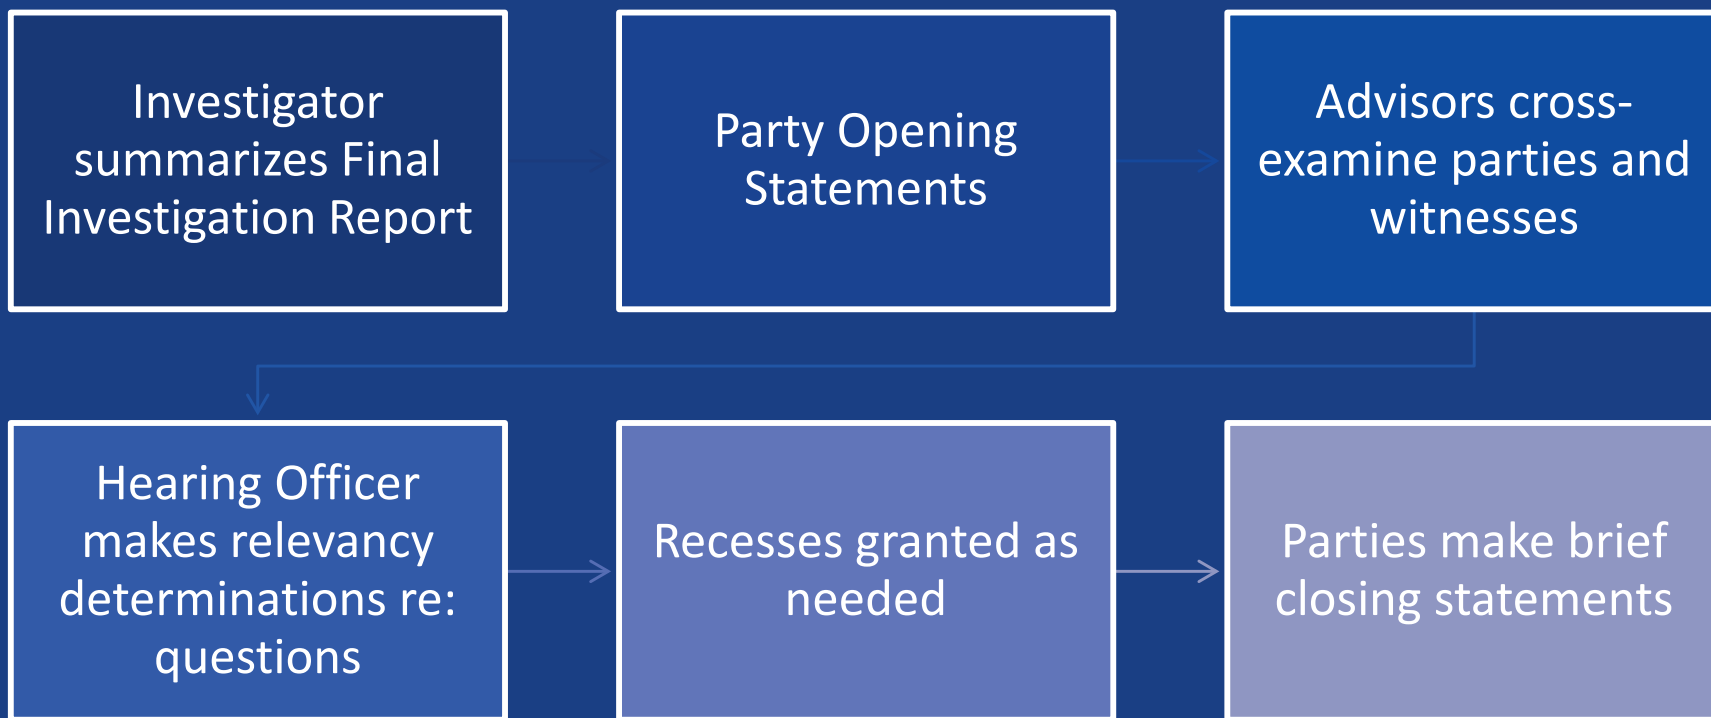 Investigator
summarizes Final
Investigation Report
Party Opening
Statements
Advisors cross-
examine parties and
witnesses
Hearing Officer
makes relevancy
determinations re:
questions
Recesses granted as
needed
Parties make brief
closing statements